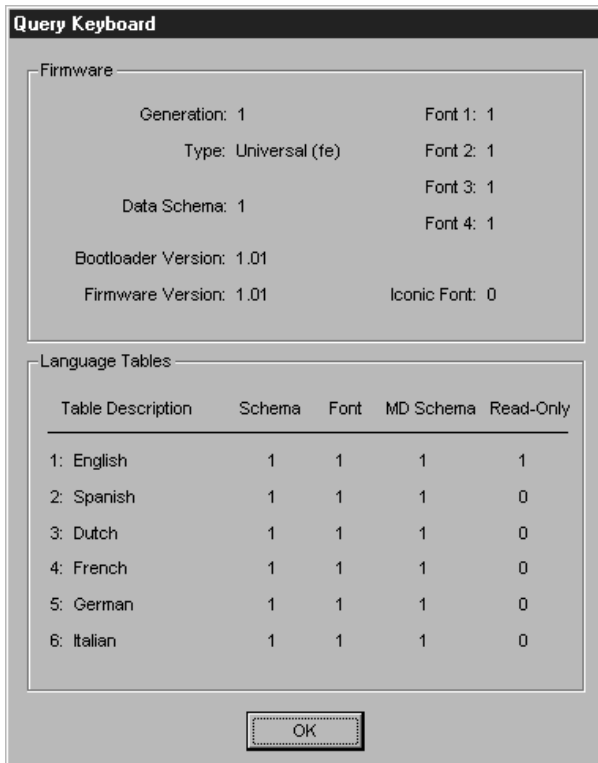 Query Keyboard
Firmware
Generation: 1 Font 1: 1
Type: Universal (fe) Font 2: 1
Font 3: 1
Data Schema: 1
Font 4: 1
Bootloader Version: 1.01
Firmware Version: 1.01 Iconic Font: 0
Language Tables
Table Description Schema Font MD Schema Read-Only
1: English 1 1 1 1
2: Spanish 1 1 1 0
3: Dutch 1 1 1 0
4: French 1 1 1 0
5: German 1 1 1 0
6: Italian 1 1 1 0
OK